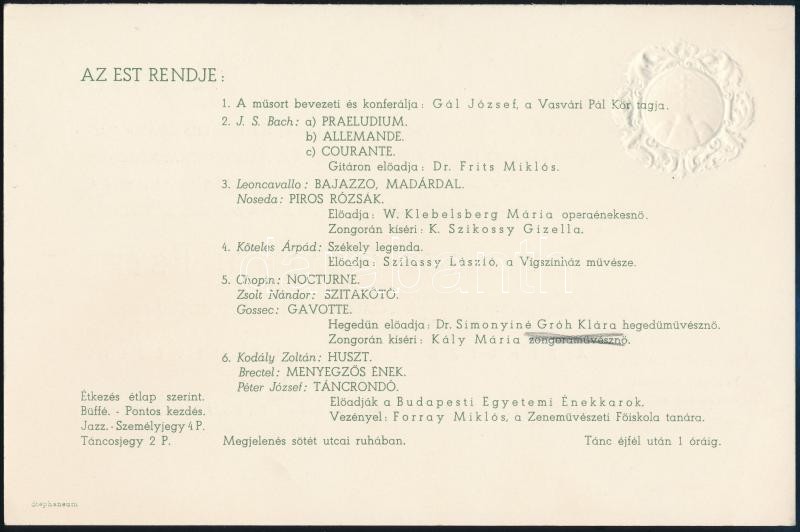 AZ EST RENDJE:
1. A műsort bevezeti és konferálja: Gál József, a Vasvári Pál Kör tagja.
2. J. S. Bach: a) PRAELUDIUM.
b) ALLEMANDE.
c) COURANTE.
Gitáron előadja: Dr. Frits Miklós.
3. Leoncavallo: BAJAZZO, MADÁRDAL.
Noseda: PIROS RÓZSÁK.
Előadja: W. Klebelsberg Mária operaénekesnő.
Zongorán kíséri: K. Szikossy Gizella.
4. Köteles Árpád: Székely legenda.
Előadja: Szilassy László, a Vígszínház művésze.
5. Chopin: NOCTURNE.
Zsolt Nándor: SZITAKÖTŐ.
Gossec: GAVOTTE.
Hegedün előadja: Dr. Simonyiné Gróh Klára hegedüművésznő.
Zongorán kíséri: Kály Mária zongoraművésznő.
6. Kodály Zoltán: HUSZT.
Brectel: MENYEGZŐS ÉNEK.
Péter József: TÁNCRONDÓ.
Előadják a Budapesti Egyetemi Énekkarok.
Vezényel: Forray Miklós, a Zeneművészeti Főiskola tanára.
Étkezés étlap szerint.
Büffé. - Pontos kezdés.
Jazz. - Személyjegy 4 P.
Táncosjegy 2 P.
Megjelenés sötét utcai ruhában.
Tánc éjfél után 1 óráig.
Stephaneum
darabanth